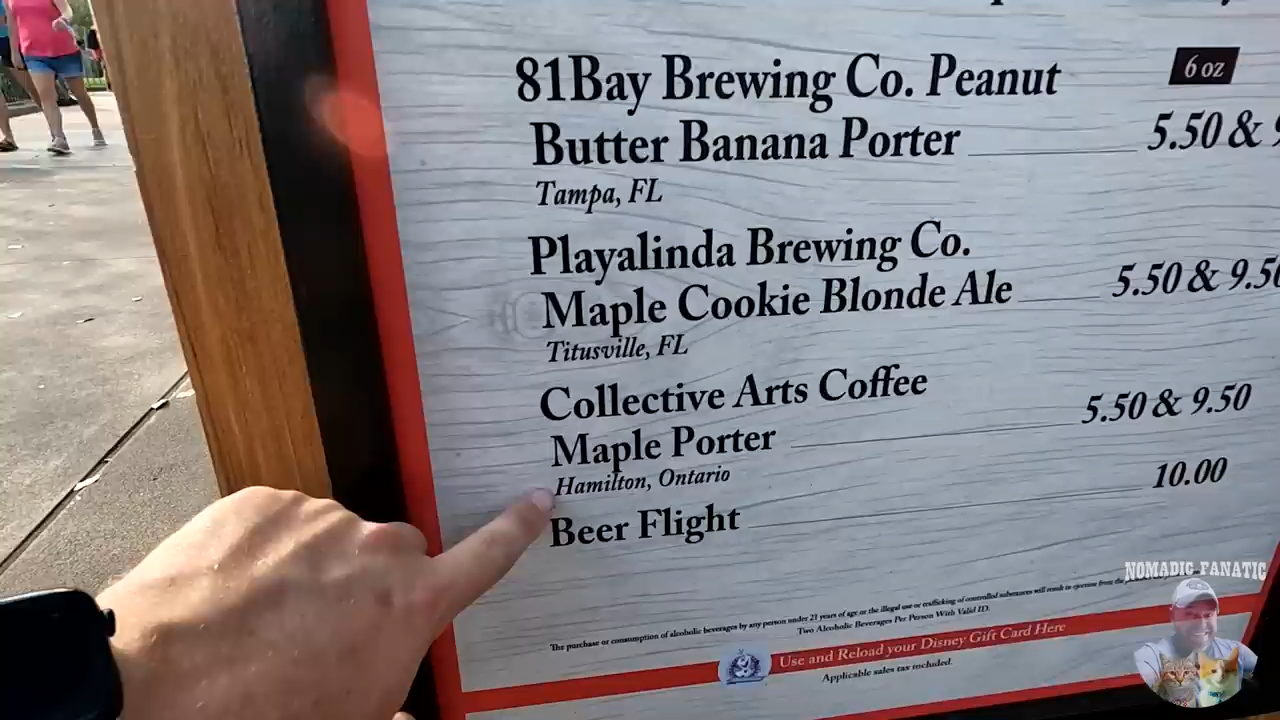 81Bay Brewing Co. Peanut 6 oz
Butter Banana Porter 5.50 &
Tampa, FL
Playalinda Brewing Co.
Maple Cookie Blonde Ale 5.50 & 9.50
Titusville, FL
Collective Arts Coffee
Maple Porter 5.50 & 9.50
Hamilton, Ontario
Beer Flight 10.00
The purchase or consumption of alcoholic beverages by any person under 21 years of age or the illegal use or trafficking of controlled substances will result in ejection from the
Two Alcoholic Beverages Per Person With Valid ID.
Use and Reload your Disney Gift Card Here
Applicable sales tax included.
NOMADIC FANATIC